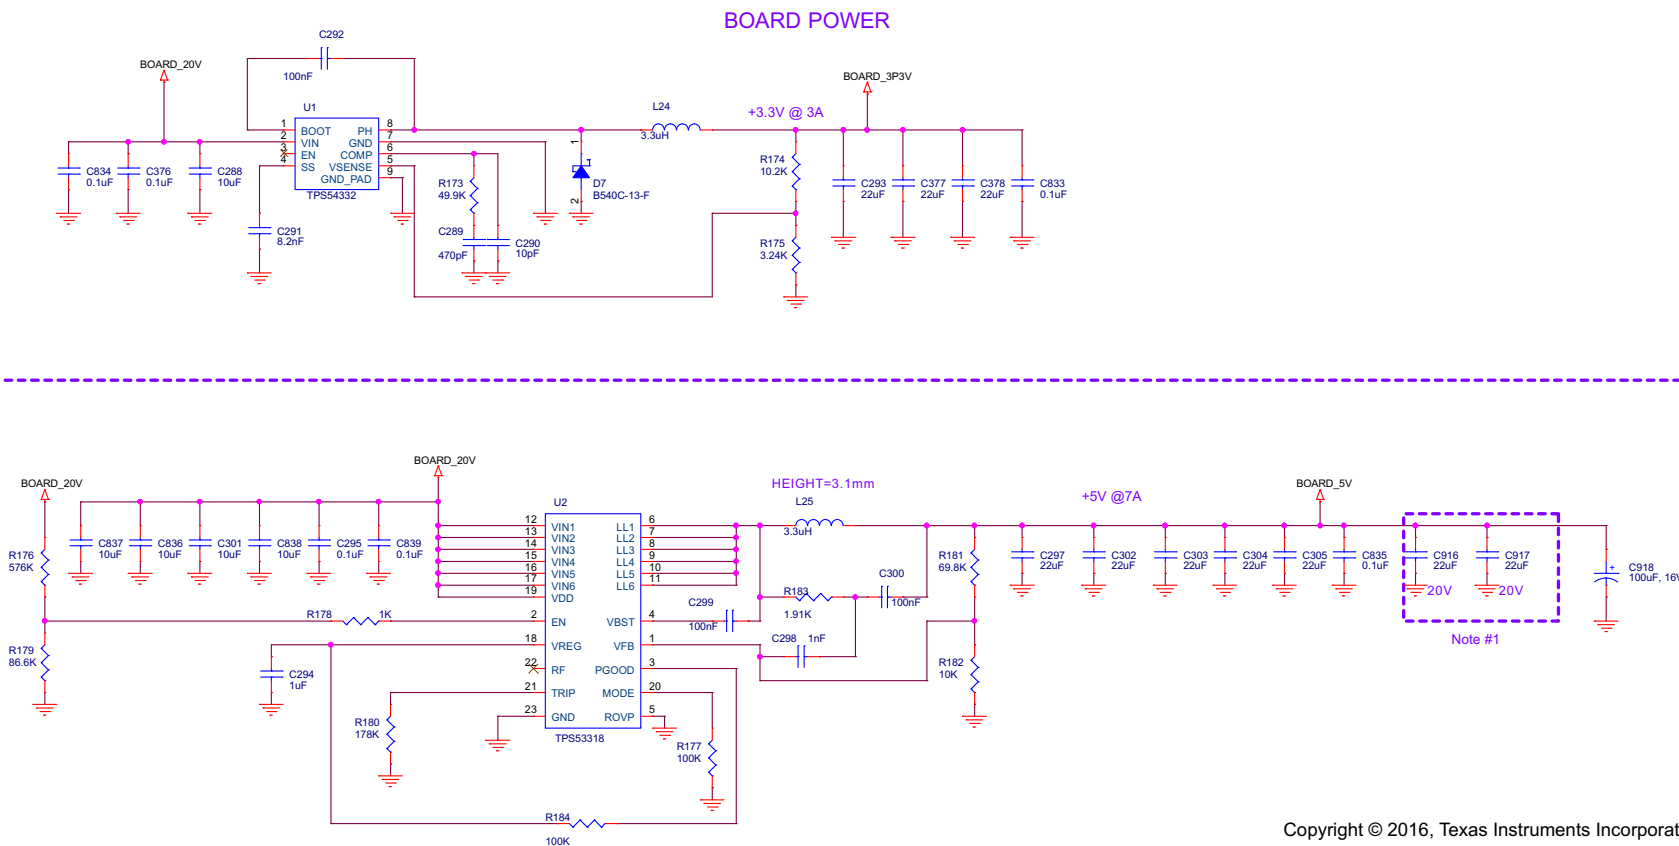 BOARD POWER
C292
100nF
BOARD_20V
BOARD_3P3V
U1
L24
3.3uH
+3.3V @ 3A
1 BOOT PH 8
2 VIN GND 7
3 EN COMP 6
4 SS VSENSE 5
GND_PAD 9
TPS54332
C834
0.1uF
C376
0.1uF
C288
10uF
C291
8.2nF
R173
49.9K
C289
470pF
C290
10pF
1
2
D7
B540C-13-F
R174
10.2K
R175
3.24K
C293
22uF
C377
22uF
C378
22uF
C833
0.1uF
BOARD_20V
BOARD_20V
HEIGHT=3.1mm
L25
3.3uH
+5V @7A
BOARD_5V
U2
R176
576K
C837
10uF
C836
10uF
C301
10uF
C838
10uF
C295
0.1uF
C839
0.1uF
12 VIN1 LL1 6
13 VIN2 LL2 7
14 VIN3 LL3 8
15 VIN4 LL4 9
16 VIN5 LL5 10
17 VIN6 LL6 11
19 VDD
2 EN VBST 4
18 VREG VFB 1
22 RF PGOOD 3
21 TRIP MODE 20
23 GND ROVP 5
TPS53318
R178
1K
R179
86.6K
C294
1uF
R180
178K
R177
100K
R184
100K
C299
100nF
R183
1.91K
C300
100nF
C298 1nF
R181
69.8K
R182
10K
C297
22uF
C302
22uF
C303
22uF
C304
22uF
C305
22uF
C835
0.1uF
C916
22uF
20V
C917
22uF
20V
Note #1
+
C918
100uF, 16V
Copyright © 2016, Texas Instruments Incorporat